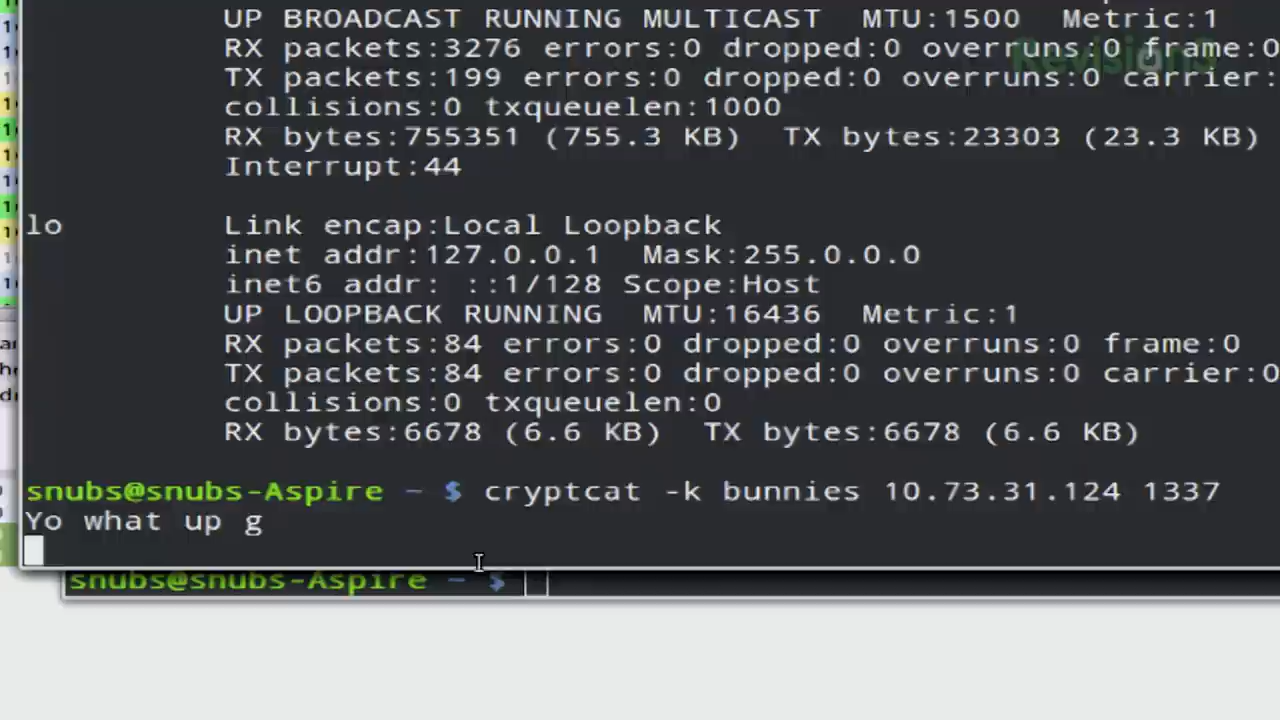 UP BROADCAST RUNNING MULTICAST  MTU:1500  Metric:1
RX packets:3276 errors:0 dropped:0 overruns:0 frame:0
TX packets:199 errors:0 dropped:0 overruns:0 carrier:
collisions:0 txqueuelen:1000
RX bytes:755351 (755.3 KB)  TX bytes:23303 (23.3 KB)
Interrupt:44
lo        Link encap:Local Loopback
inet addr:127.0.0.1  Mask:255.0.0.0
inet6 addr: ::1/128 Scope:Host
UP LOOPBACK RUNNING  MTU:16436  Metric:1
RX packets:84 errors:0 dropped:0 overruns:0 frame:0
TX packets:84 errors:0 dropped:0 overruns:0 carrier:0
collisions:0 txqueuelen:0
RX bytes:6678 (6.6 KB)  TX bytes:6678 (6.6 KB)
snubs@snubs-Aspire ~ $ cryptcat -k bunnies 10.73.31.124 1337
Yo what up g
snubs@snubs-Aspire ~ $
Revision3